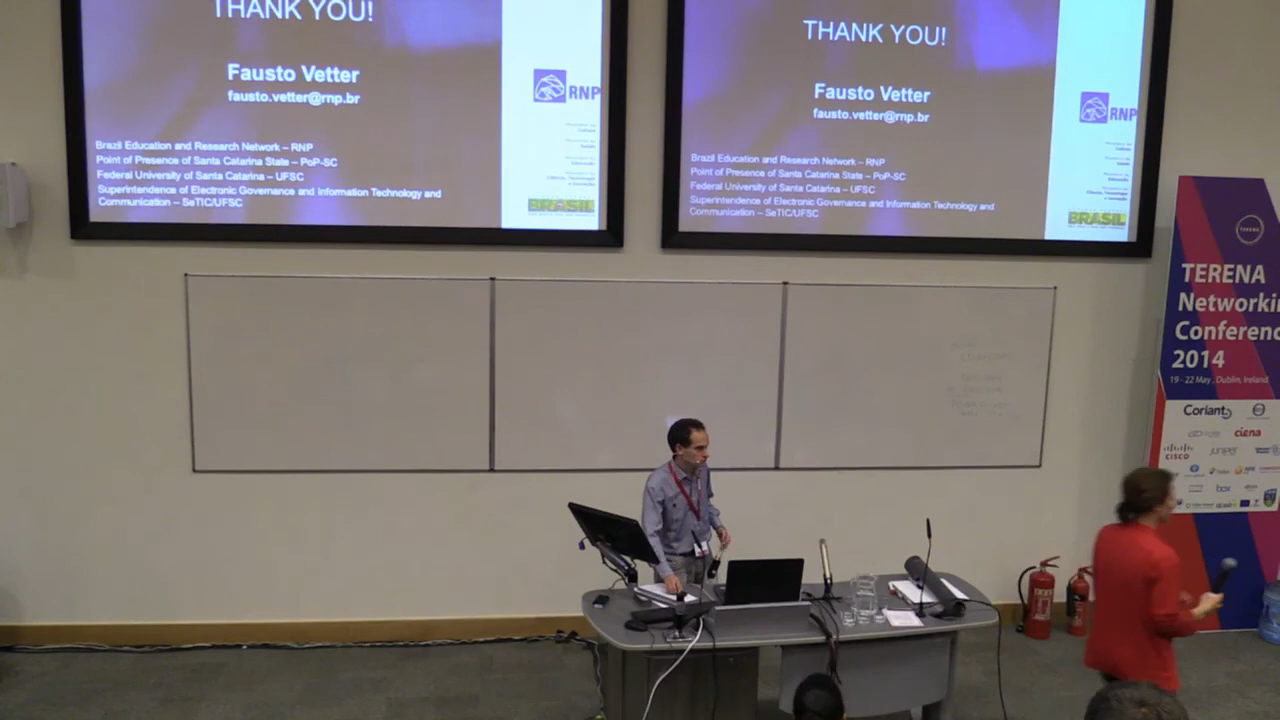 THANK YOU!
Fausto Vetter
fausto.vetter@rnp.br
RNP
Brazil Education and Research Network – RNP
Point of Presence of Santa Catarina State – PoP-SC
Federal University of Santa Catarina – UFSC
Superintendence of Electronic Governance and Information Technology and
Communication – SeTIC/UFSC
BRASIL
THANK YOU!
Fausto Vetter
fausto.vetter@rnp.br
RNP
Brazil Education and Research Network – RNP
Point of Presence of Santa Catarina State – PoP-SC
Federal University of Santa Catarina – UFSC
Superintendence of Electronic Governance and Information Technology and
Communication – SeTIC/UFSC
BRASIL
TERENA
TERENA
Networki
Conferenc
2014
19 - 22 May, Dublin, Ireland
Coriant
ciena
CISCO
box